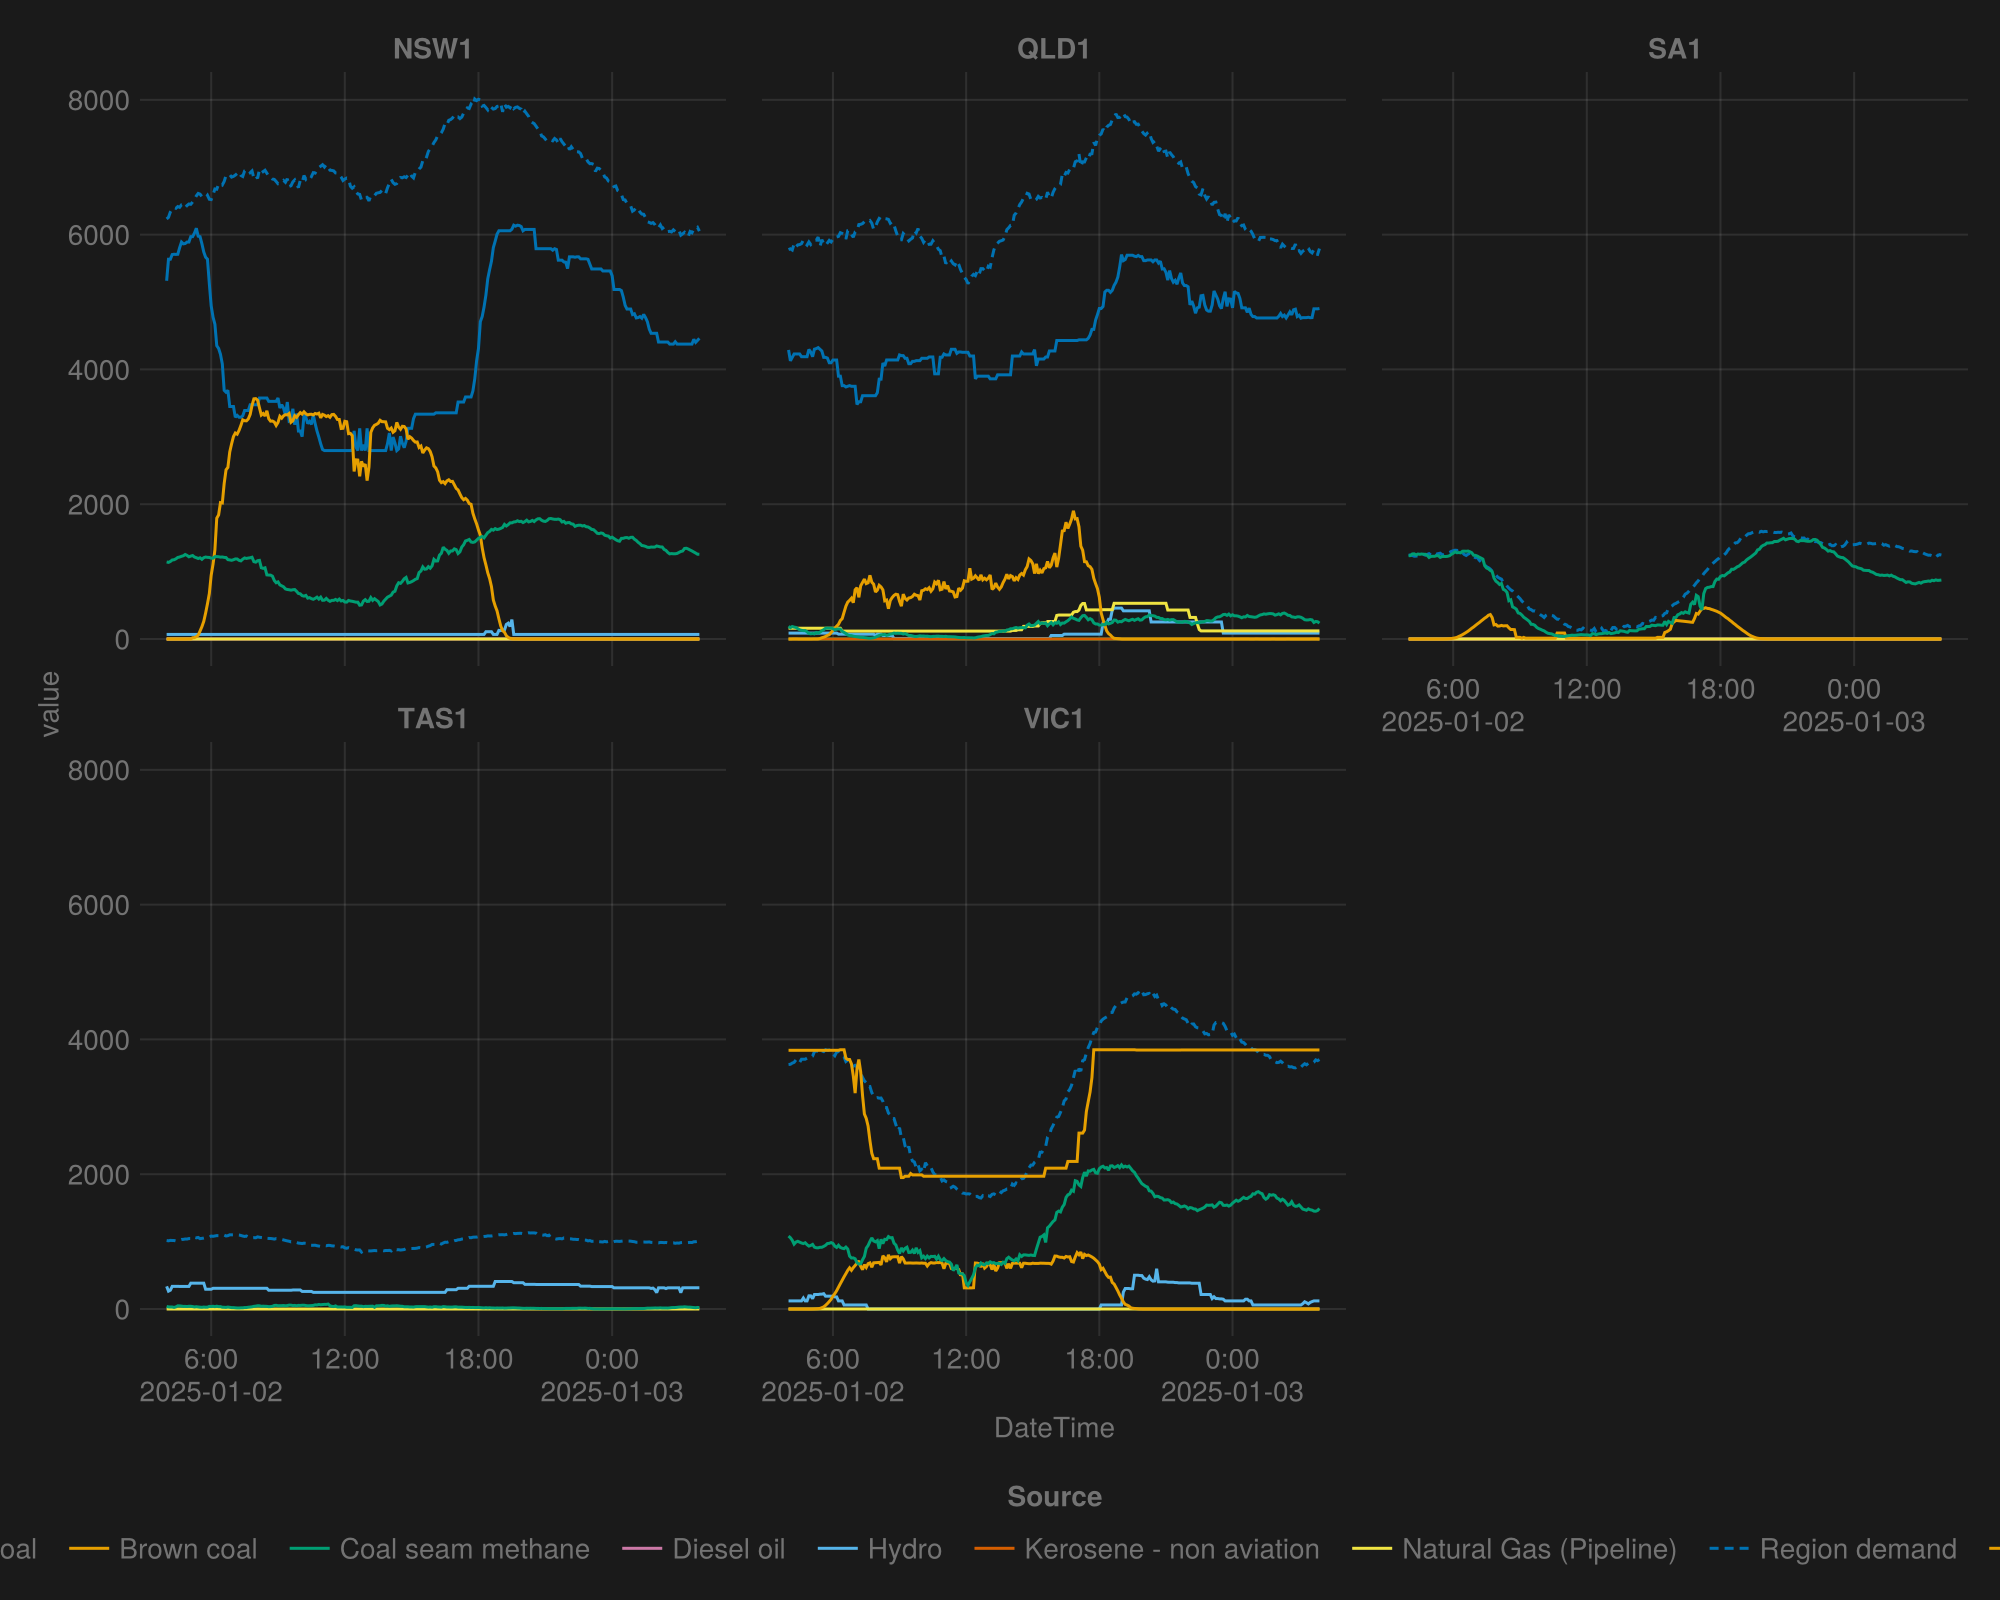 NSW1
QLD1
SA1
8000
6000
4000
2000
0
6:00 12:00 18:00 0:00
2025-01-02 2025-01-03
value
TAS1
VIC1
8000
6000
4000
2000
0
6:00 12:00 18:00 0:00
2025-01-02 2025-01-03
6:00 12:00 18:00 0:00
2025-01-02 2025-01-03
DateTime
Source
oal Brown coal Coal seam methane Diesel oil Hydro Kerosene - non aviation Natural Gas (Pipeline) Region demand